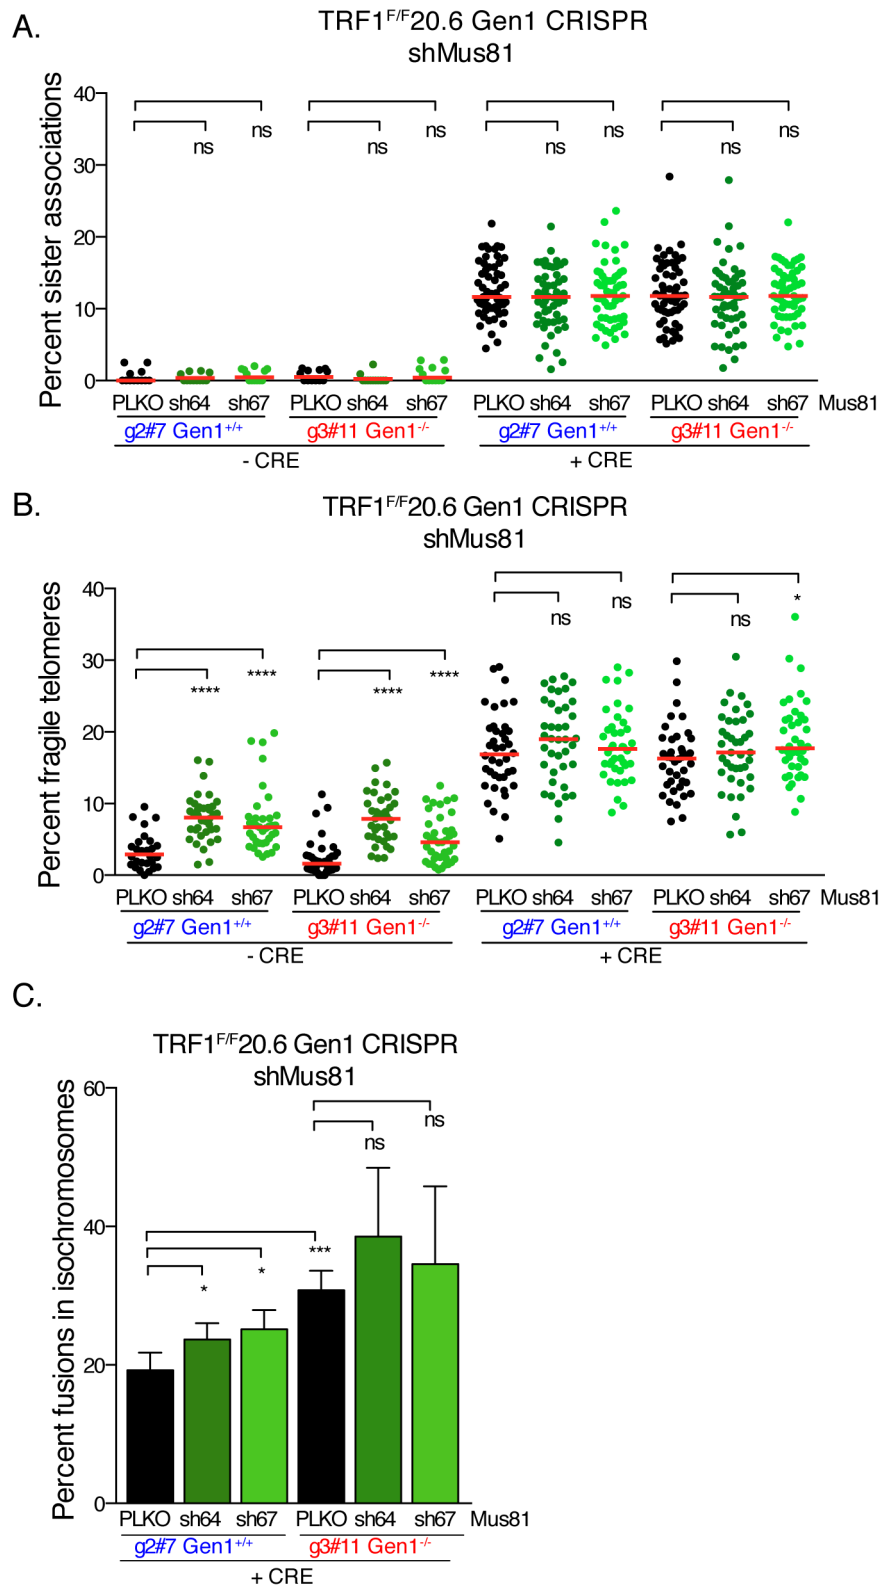 A.
TRF1F/F20.6 Gen1 CRISPR
shMus81
Percent sister associations
40
30
20
10
0
ns
ns
ns
ns
ns
ns
ns
ns
PLKO sh64 sh67 PLKO sh64 sh67 PLKO sh64 sh67 PLKO sh64 sh67 Mus81
g2#7 Gen1+/+ g3#11 Gen1-/- g2#7 Gen1+/+ g3#11 Gen1-/-
- CRE + CRE
B.
TRF1F/F20.6 Gen1 CRISPR
shMus81
Percent fragile telomeres
40
30
20
10
0
****
****
****
****
ns
ns
ns
*
PLKO sh64 sh67 PLKO sh64 sh67 PLKO sh64 sh67 PLKO sh64 sh67 Mus81
g2#7 Gen1+/+ g3#11 Gen1-/- g2#7 Gen1+/+ g3#11 Gen1-/-
- CRE + CRE
C.
TRF1F/F20.6 Gen1 CRISPR
shMus81
Percent fusions in isochromosomes
60
40
20
0
*
*
***
ns
ns
PLKO sh64 sh67 PLKO sh64 sh67 Mus81
g2#7 Gen1+/+ g3#11 Gen1-/-
+ CRE